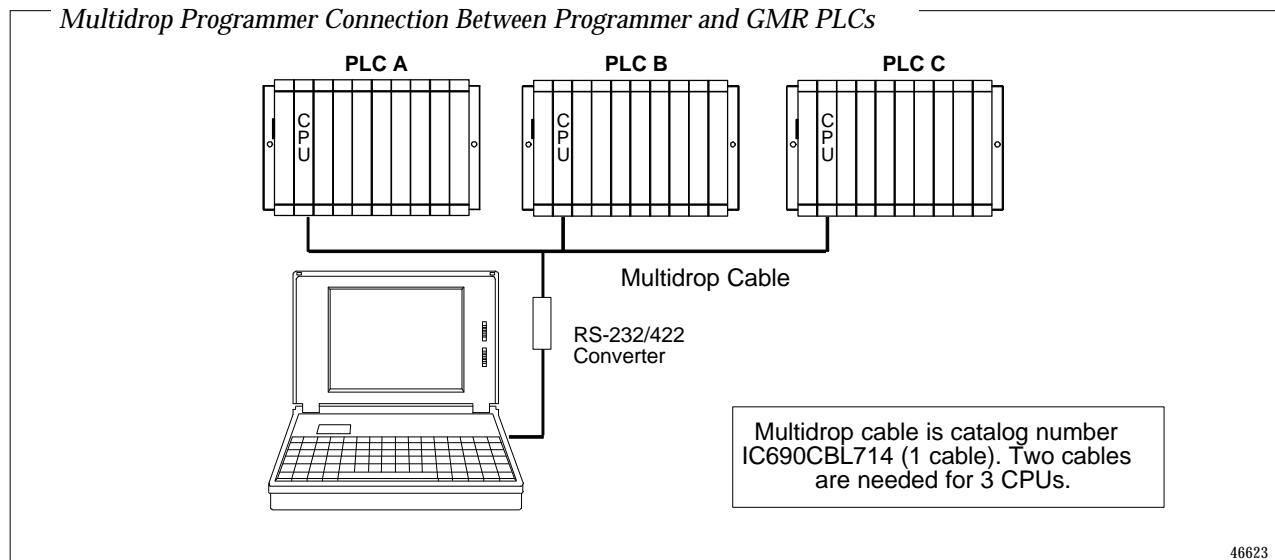 Multidrop Programmer Connection Between Programmer and GMR PLCs
PLC A
PLC B
PLC C
CPU
CPU
CPU
Multidrop Cable
RS-232/422
Converter
Multidrop cable is catalog number
IC690CBL714 (1 cable). Two cables
are needed for 3 CPUs.
46623